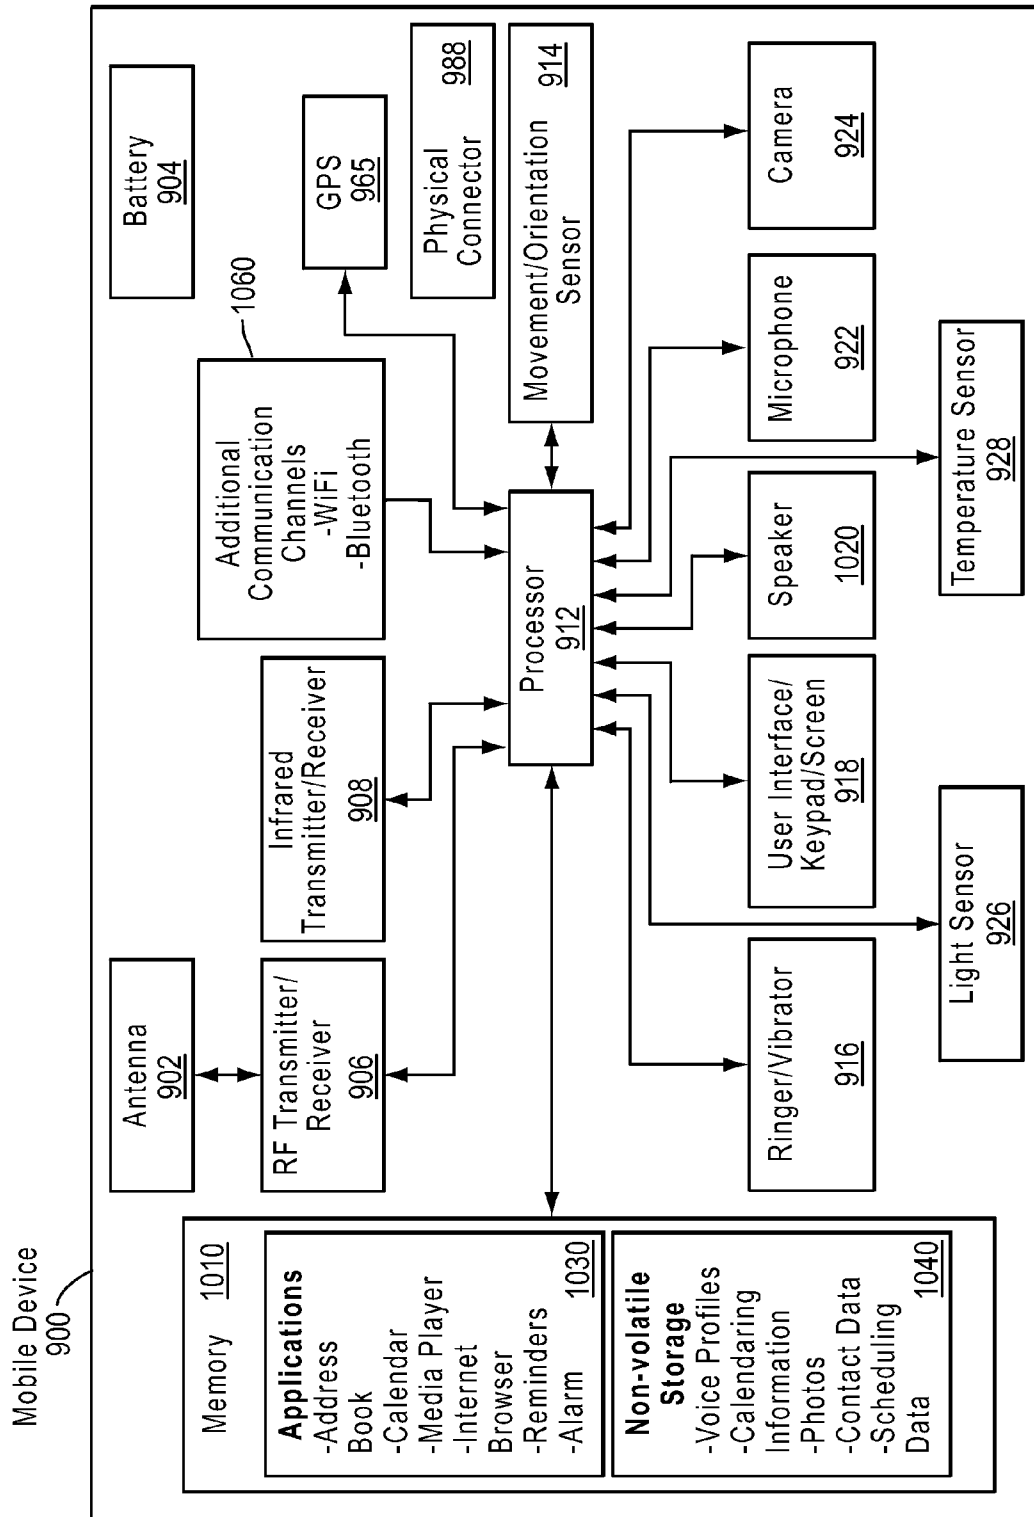 Mobile Device
900
Memory
1010
Applications
-Address
Book
-Calendar
-Media Player
-Internet
Browser
-Reminders
-Alarm
1030
Non-volatile
Storage
-Voice Profiles
-Calendaring
Information
-Photos
-Contact Data
-Scheduling
Data
1040
Antenna
902
RF Transmitter/
Receiver
906
Infrared
Transmitter/Receiver
908
Additional
Communication
Channels
-WiFi
-Bluetooth
1060
Battery
904
GPS
965
Physical
Connector
988
Processor
912
Movement/Orientation
Sensor
914
Ringer/Vibrator
916
User Interface/
Keypad/Screen
918
Speaker
1020
Microphone
922
Camera
924
Light Sensor
926
Temperature Sensor
928